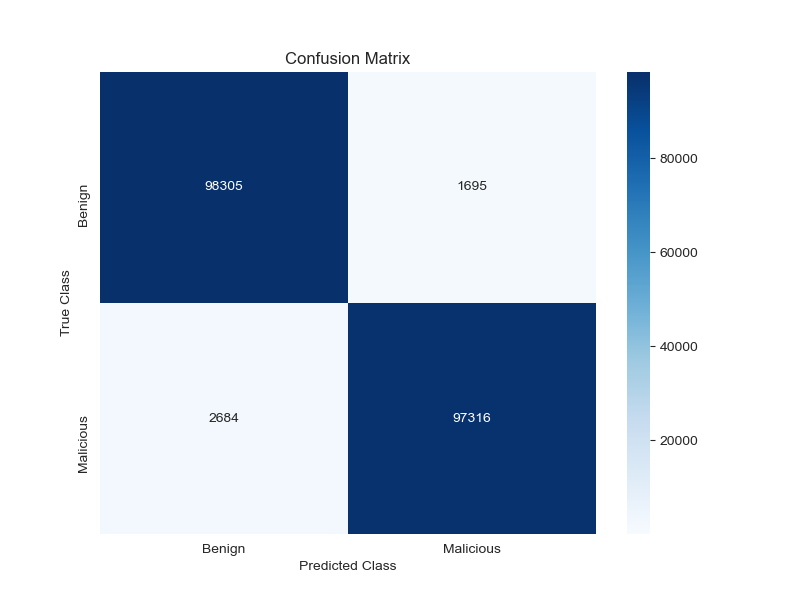 Confusion Matrix
True Class
Benign
98305
1695
Malicious
2684
97316
Benign
Malicious
Predicted Class
80000
60000
40000
20000